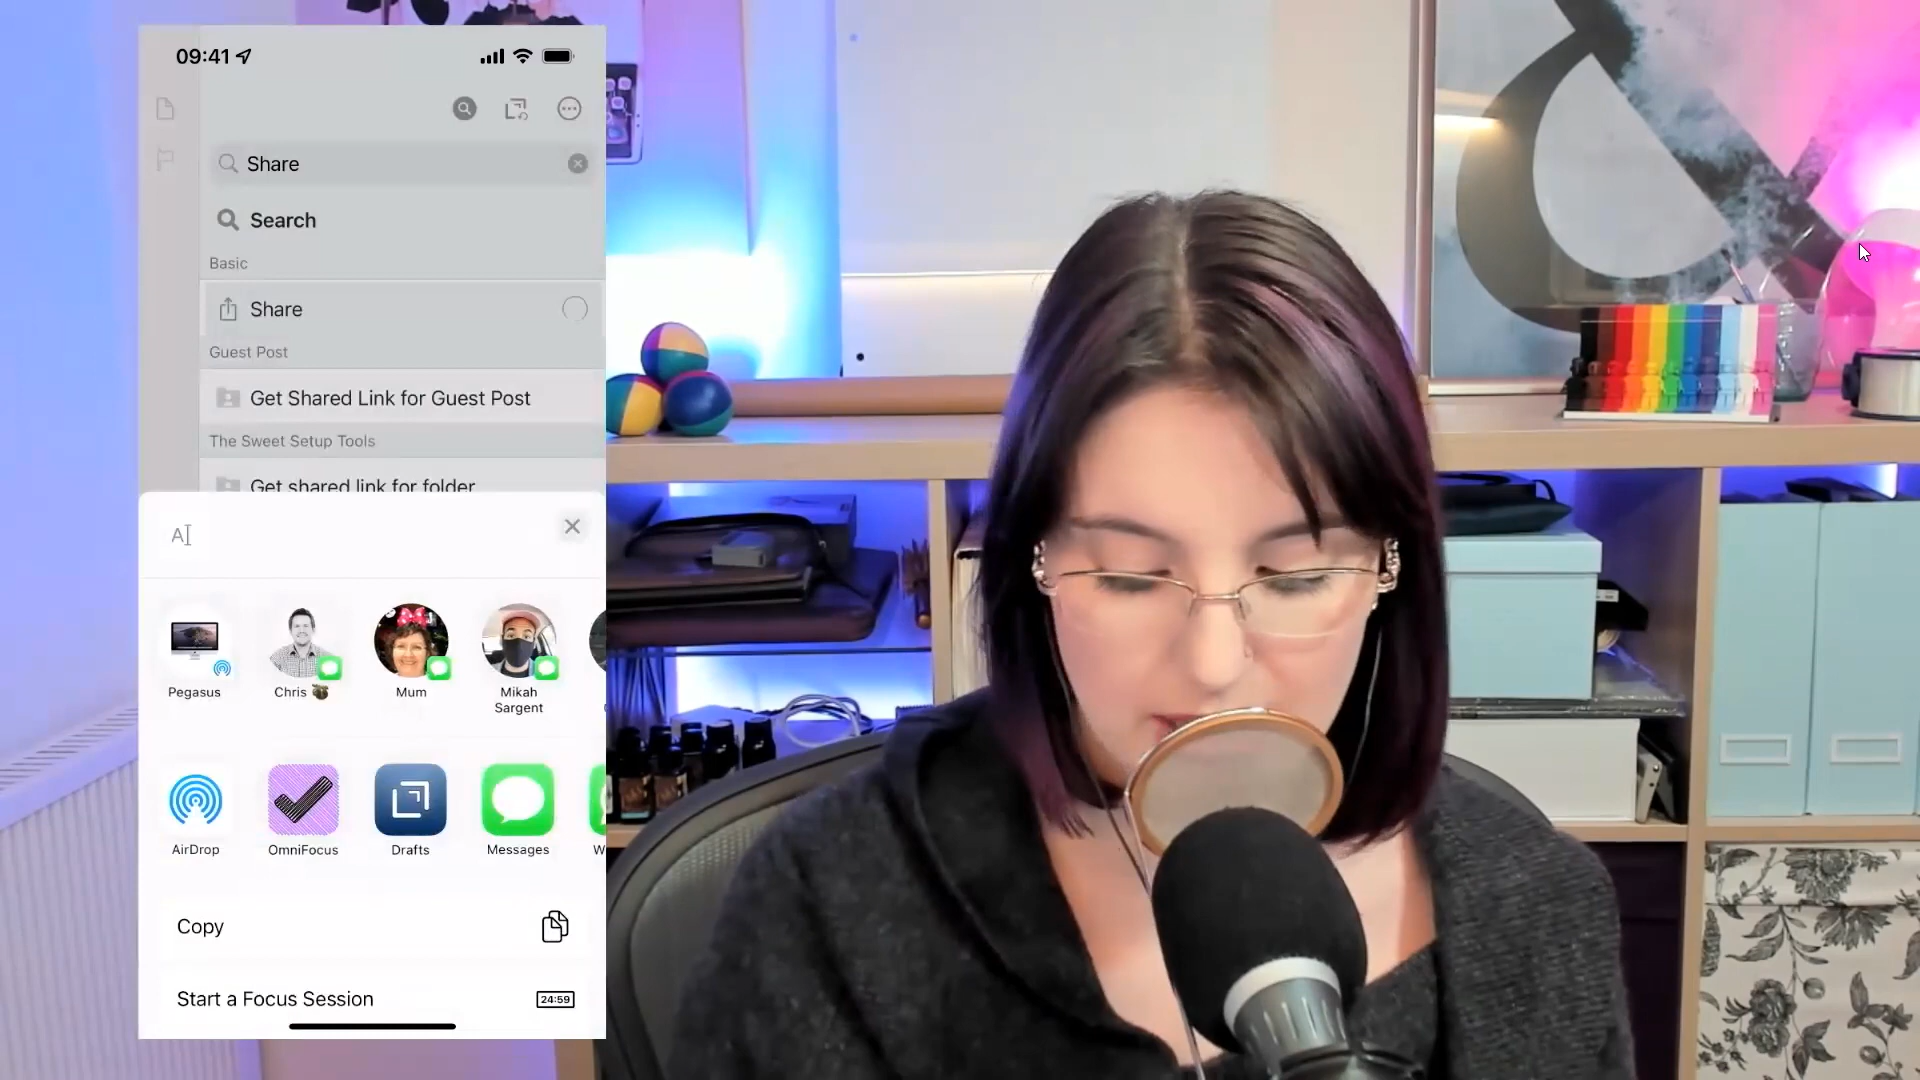 09:41
Share
Search
Basic
Share
Guest Post
Get Shared Link for Guest Post
The Sweet Setup Tools
Get shared link for folder
A
Pegasus
Chris
Mum
Mikah
Sargent
AirDrop
OmniFocus
Drafts
Messages
W
Copy
Start a Focus Session
24:59